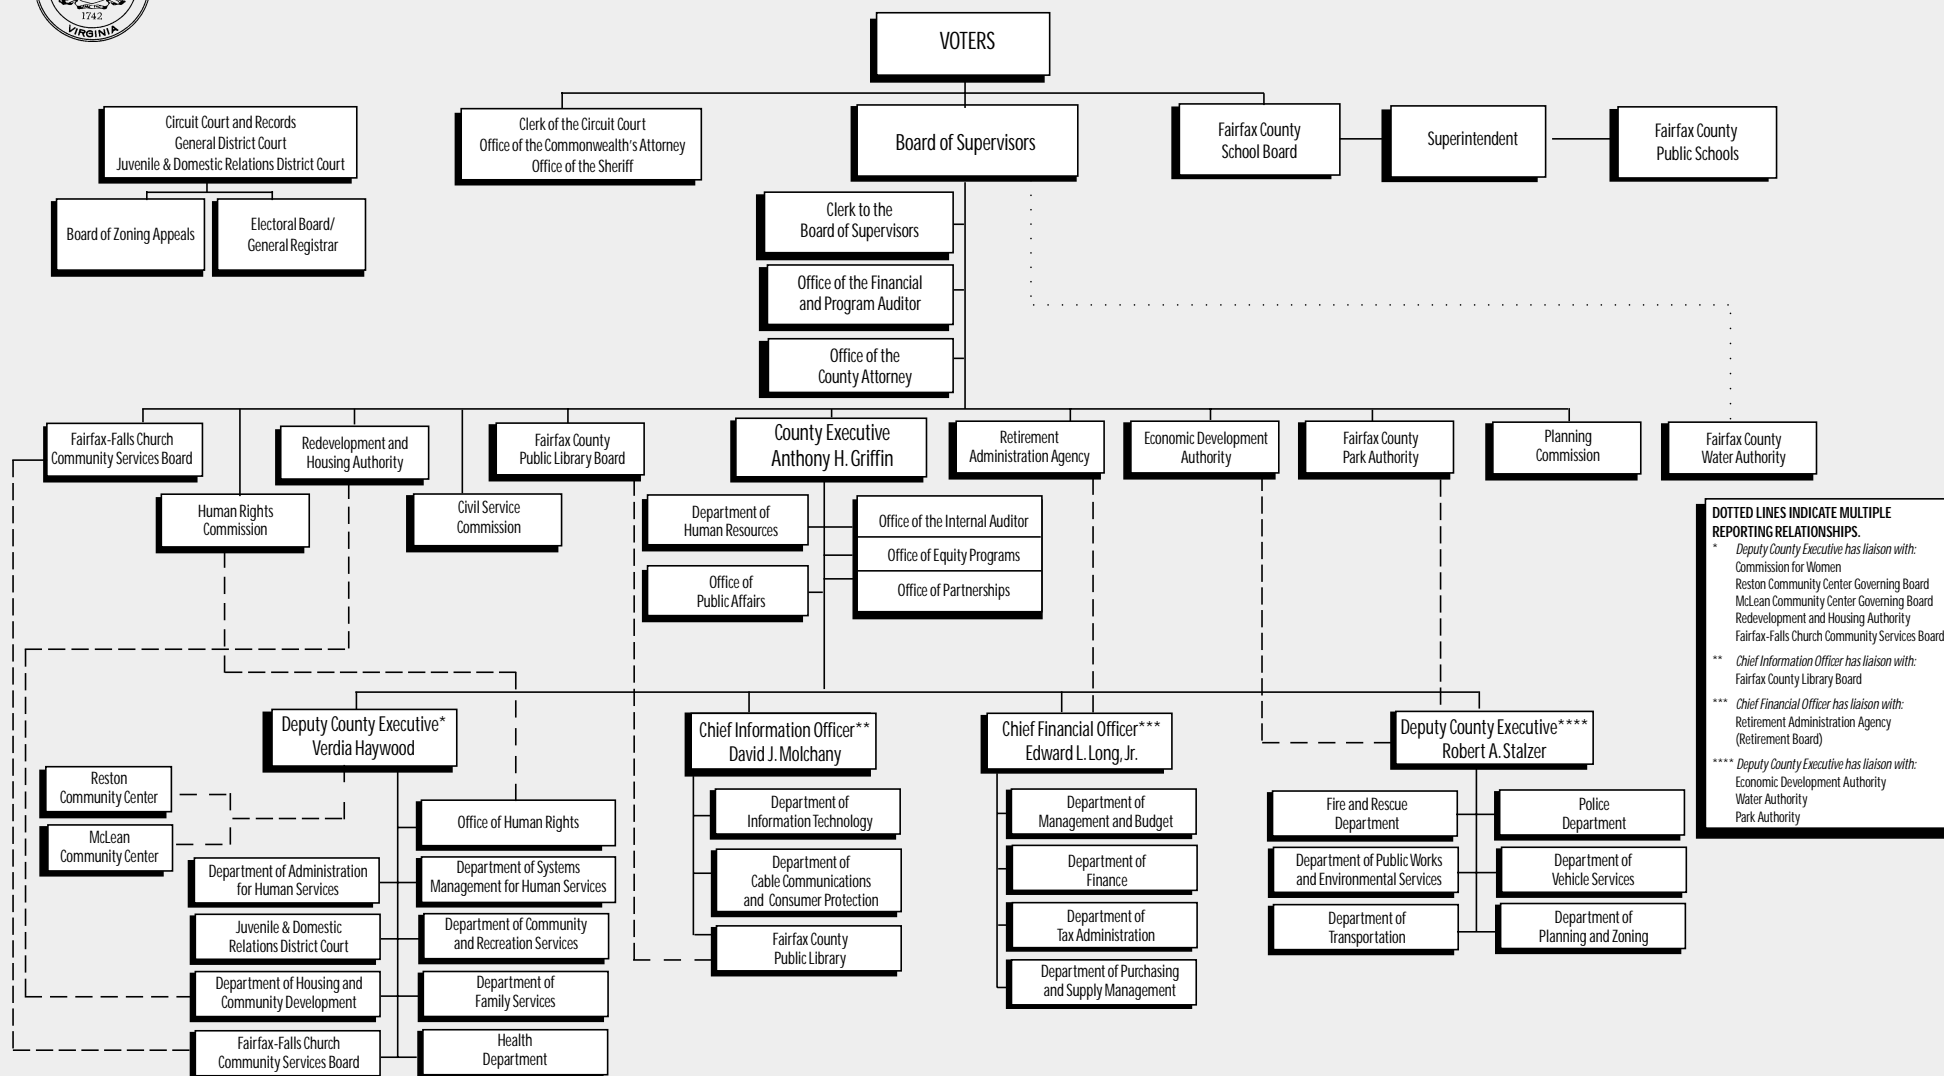 1742
VIRGINIA
VOTERS
Circuit Court and Records
General District Court
Juvenile & Domestic Relations District Court
Clerk of the Circuit Court
Office of the Commonwealth's Attorney
Office of the Sheriff
Board of Supervisors
Fairfax County
School Board
Superintendent
Fairfax County
Public Schools
Board of Zoning Appeals
Electoral Board/
General Registrar
Clerk to the
Board of Supervisors
Office of the Financial
and Program Auditor
Office of the
County Attorney
Fairfax-Falls Church
Community Services Board
Redevelopment and
Housing Authority
Fairfax County
Public Library Board
County Executive
Anthony H. Griffin
Retirement
Administration Agency
Economic Development
Authority
Fairfax County
Park Authority
Planning
Commission
Fairfax County
Water Authority
Human Rights
Commission
Civil Service
Commission
Department of
Human Resources
Office of the Internal Auditor
Office of Equity Programs
Office of
Public Affairs
Office of Partnerships
DOTTED LINES INDICATE MULTIPLE
REPORTING RELATIONSHIPS.
* Deputy County Executive has liaison with:
Commission for Women
Reston Community Center Governing Board
McLean Community Center Governing Board
Redevelopment and Housing Authority
Fairfax-Falls Church Community Services Board
** Chief Information Officer has liaison with:
Fairfax County Library Board
*** Chief Financial Officer has liaison with:
Retirement Administration Agency
(Retirement Board)
**** Deputy County Executive has liaison with:
Economic Development Authority
Water Authority
Park Authority
Deputy County Executive*
Verdia Haywood
Chief Information Officer**
David J. Molchany
Chief Financial Officer***
Edward L. Long, Jr.
Deputy County Executive****
Robert A. Stalzer
Reston
Community Center
McLean
Community Center
Office of Human Rights
Department of Administration
for Human Services
Department of Systems
Management for Human Services
Juvenile & Domestic
Relations District Court
Department of Community
and Recreation Services
Department of Housing and
Community Development
Department of
Family Services
Fairfax-Falls Church
Community Services Board
Health
Department
Department of
Information Technology
Department of
Cable Communications
and Consumer Protection
Fairfax County
Public Library
Department of
Management and Budget
Department of
Finance
Department of
Tax Administration
Department of Purchasing
and Supply Management
Fire and Rescue
Department
Police
Department
Department of Public Works
and Environmental Services
Department of
Vehicle Services
Department of
Transportation
Department of
Planning and Zoning